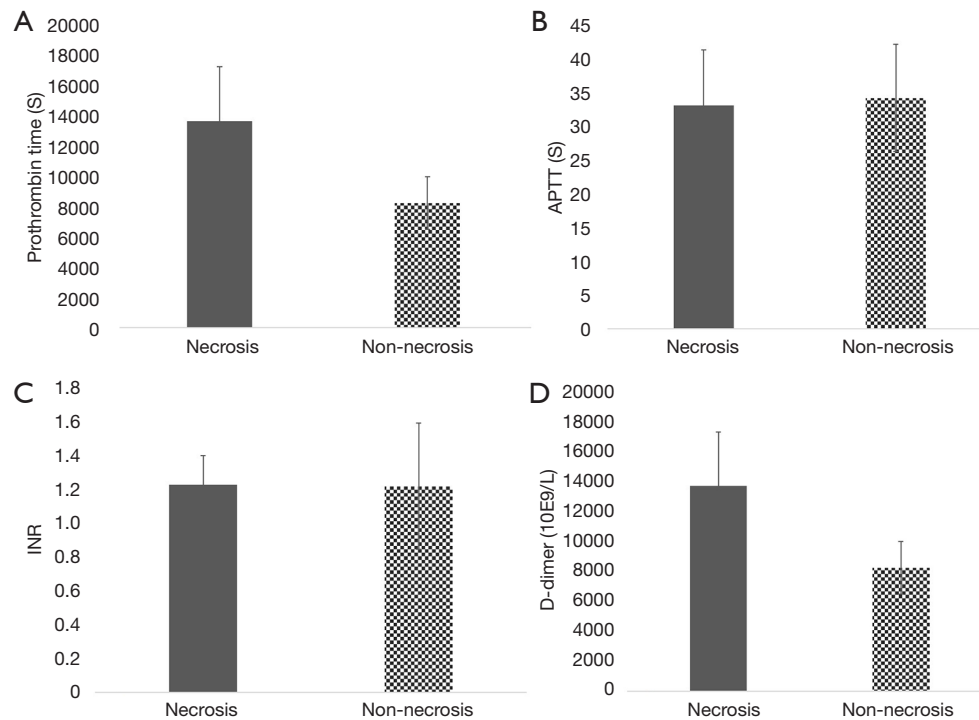 A
Prothrombin time (S)
20000
18000
16000
14000
12000
10000
8000
6000
4000
2000
0
Necrosis
Non-necrosis
B
APTT (S)
45
40
35
30
25
20
15
10
5
0
Necrosis
Non-necrosis
C
INR
1.8
1.6
1.4
1.2
1.0
0.8
0.6
0.4
0.2
0
Necrosis
Non-necrosis
D
D-dimer (10E9/L)
20000
18000
16000
14000
12000
10000
8000
6000
4000
2000
0
Necrosis
Non-necrosis